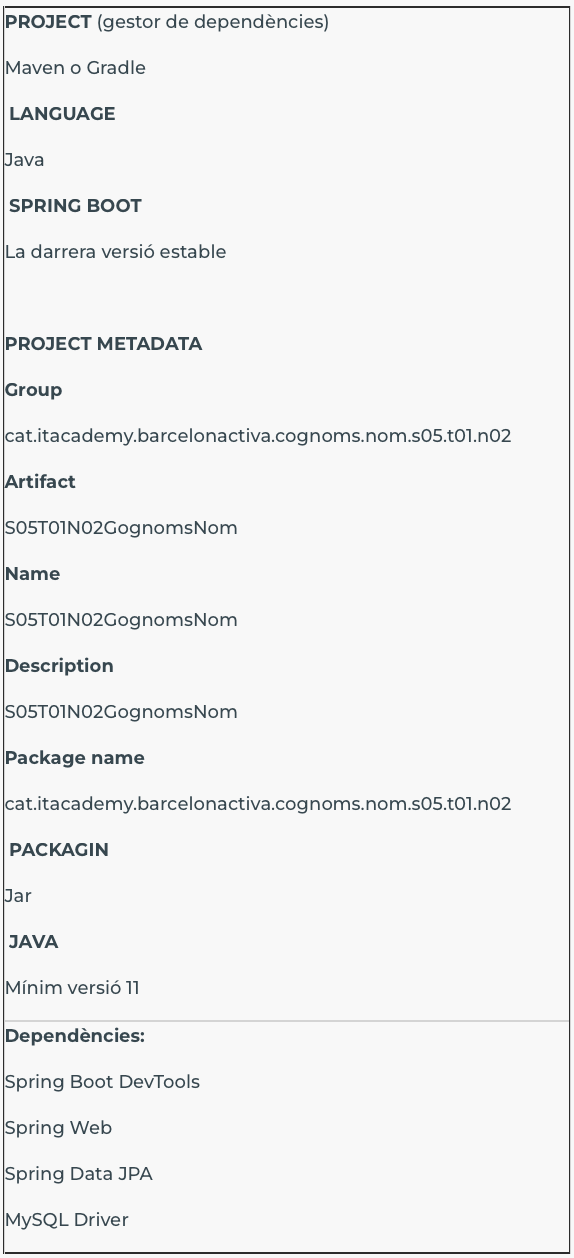 PROJECT (gestor de dependències)
Maven o Gradle
LANGUAGE
Java
SPRING BOOT
La darrera versió estable
PROJECT METADATA
Group
cat.itacademy.barcelonactiva.cognoms.nom.s05.t01.n02
Artifact
S05T01N02GognomsNom
Name
S05T01N02GognomsNom
Description
S05T01N02GognomsNom
Package name
cat.itacademy.barcelonactiva.cognoms.nom.s05.t01.n02
PACKAGIN
Jar
JAVA
Mínim versió 11
Dependències:
Spring Boot DevTools
Spring Web
Spring Data JPA
MySQL Driver